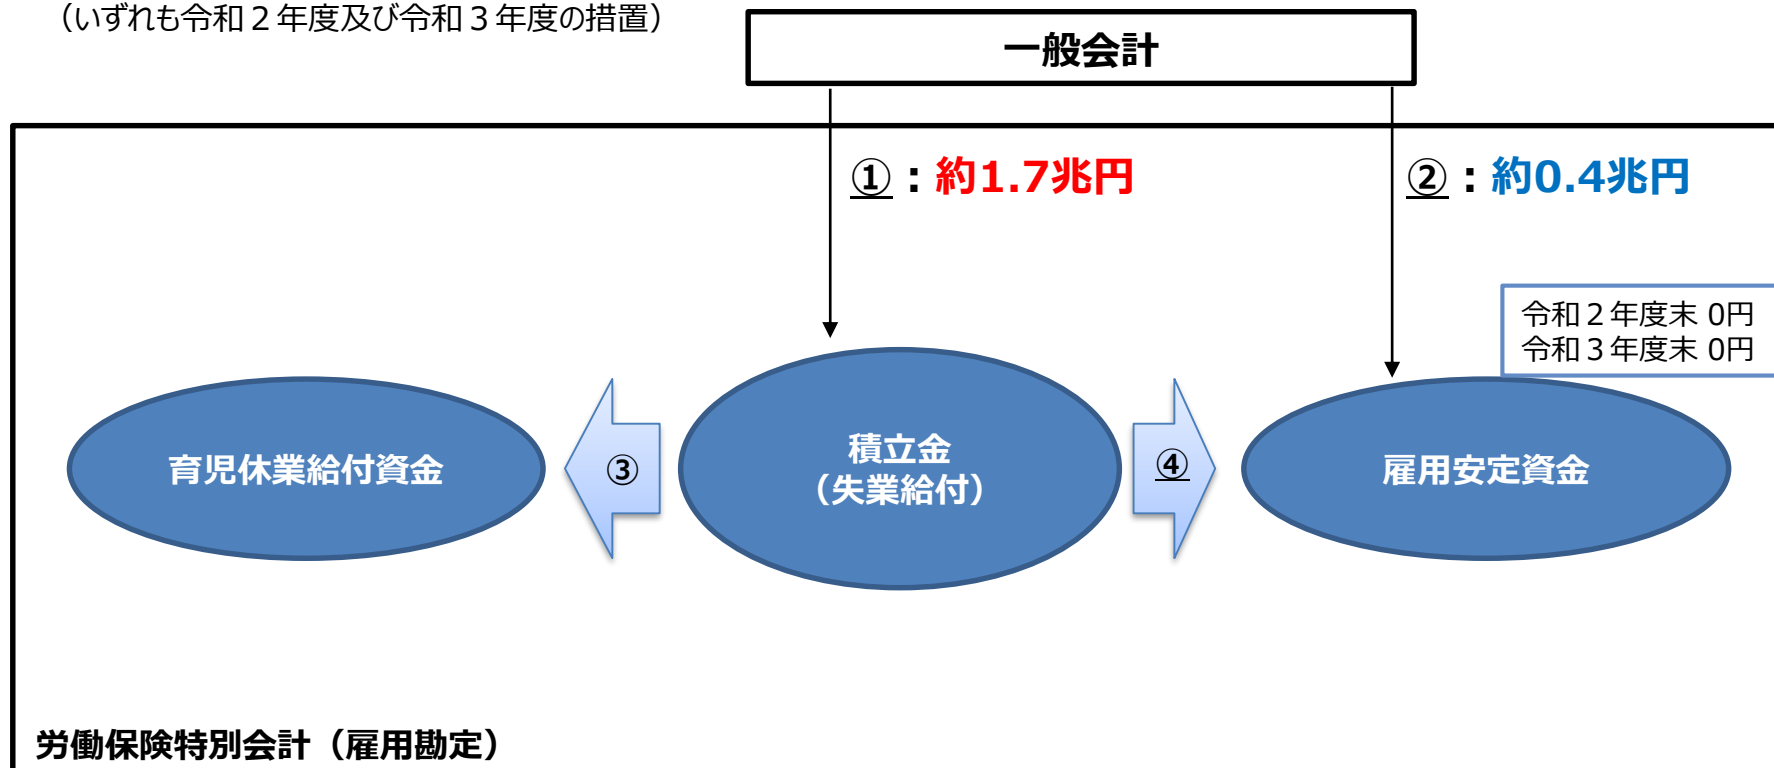 （いずれも令和２年度及び令和３年度の措置）
一般会計
①：約1.7兆円
②：約0.4兆円
令和２年度末 0円
令和３年度末 0円
育児休業給付資金
③
積立金
（失業給付）
④
雇用安定資金
労働保険特別会計（雇用勘定）